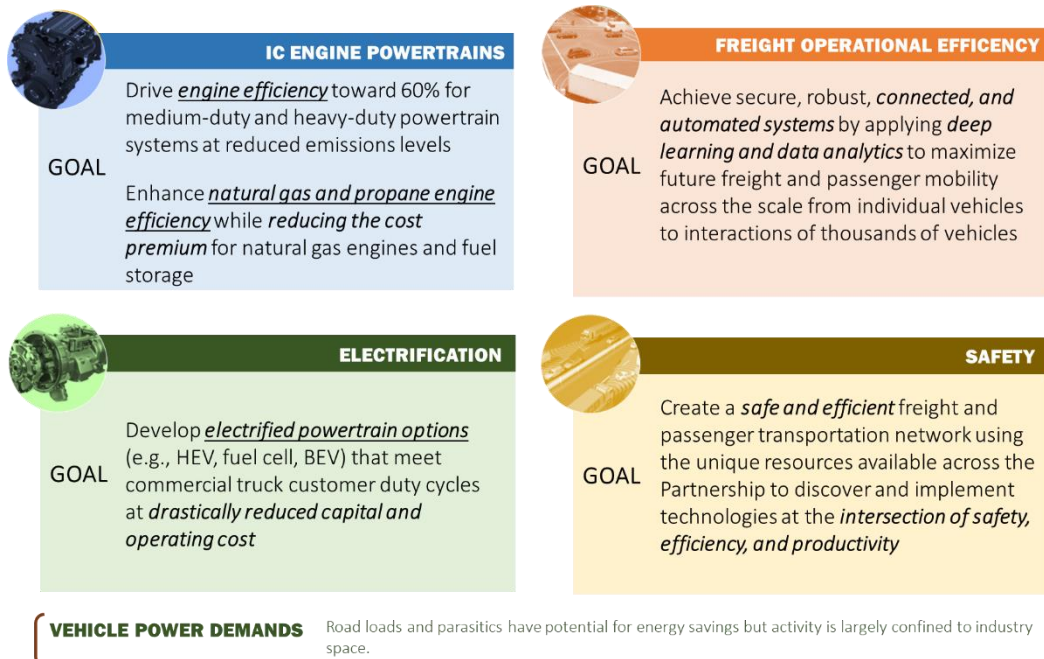 IC ENGINE POWERTRAINS
GOAL
Drive engine efficiency toward 60% for
medium-duty and heavy-duty powertrain
systems at reduced emissions levels
Enhance natural gas and propane engine
efficiency while reducing the cost
premium for natural gas engines and fuel
storage
FREIGHT OPERATIONAL EFFICENCY
GOAL
Achieve secure, robust, connected, and
automated systems by applying deep
learning and data analytics to maximize
future freight and passenger mobility
across the scale from individual vehicles
to interactions of thousands of vehicles
ELECTRIFICATION
GOAL
Develop electrified powertrain options
(e.g., HEV, fuel cell, BEV) that meet
commercial truck customer duty cycles
at drastically reduced capital and
operating cost
SAFETY
GOAL
Create a safe and efficient freight and
passenger transportation network using
the unique resources available across the
Partnership to discover and implement
technologies at the intersection of safety,
efficiency, and productivity
VEHICLE POWER DEMANDS
Road loads and parasitics have potential for energy savings but activity is largely confined to industry
space.